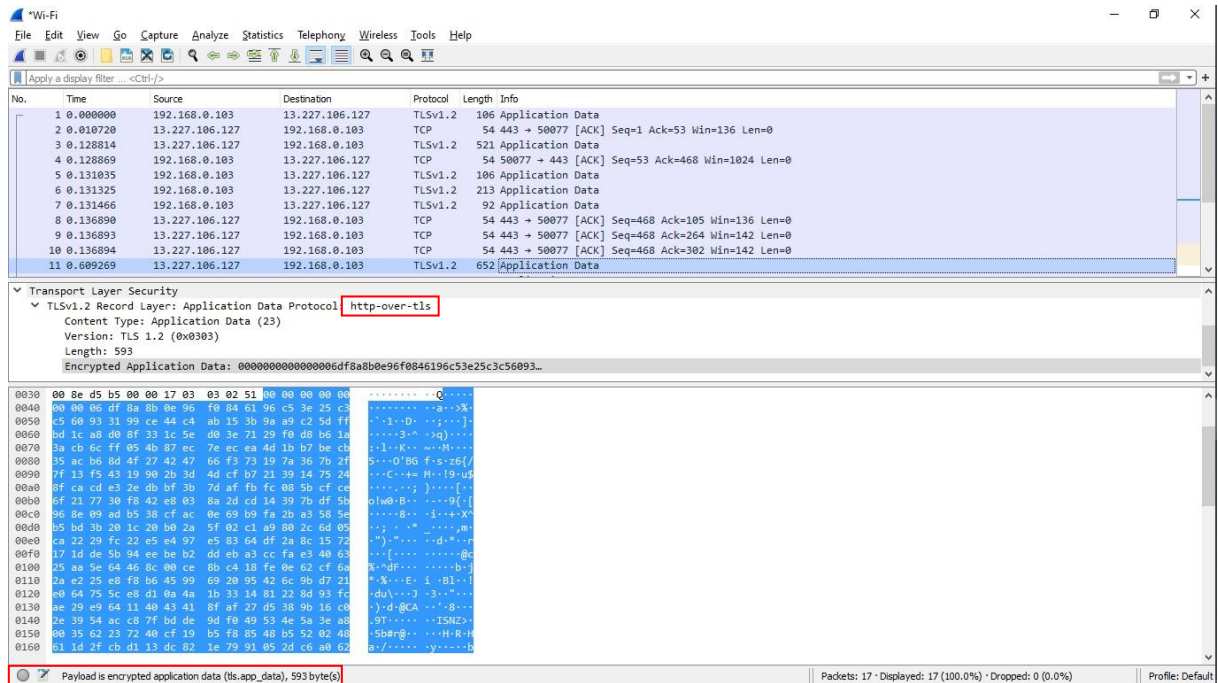 *Wi-Fi
File Edit View Go Capture Analyze Statistics Telephony Wireless Tools Help
Apply a display filter ... <Ctrl-/>
No. Time Source Destination Protocol Length Info
1 0.000000 192.168.0.103 13.227.106.127 TLSv1.2 106 Application Data
2 0.010720 13.227.106.127 192.168.0.103 TCP 54 443 → 50077 [ACK] Seq=1 Ack=53 Win=136 Len=0
3 0.128814 13.227.106.127 192.168.0.103 TLSv1.2 521 Application Data
4 0.128869 192.168.0.103 13.227.106.127 TCP 54 50077 → 443 [ACK] Seq=53 Ack=468 Win=1024 Len=0
5 0.131035 192.168.0.103 13.227.106.127 TLSv1.2 106 Application Data
6 0.131325 192.168.0.103 13.227.106.127 TLSv1.2 213 Application Data
7 0.131466 192.168.0.103 13.227.106.127 TLSv1.2 92 Application Data
8 0.136890 13.227.106.127 192.168.0.103 TCP 54 443 → 50077 [ACK] Seq=468 Ack=105 Win=136 Len=0
9 0.136893 13.227.106.127 192.168.0.103 TCP 54 443 → 50077 [ACK] Seq=468 Ack=264 Win=142 Len=0
10 0.136894 13.227.106.127 192.168.0.103 TCP 54 443 → 50077 [ACK] Seq=468 Ack=302 Win=142 Len=0
11 0.609269 13.227.106.127 192.168.0.103 TLSv1.2 652 Application Data
Transport Layer Security
TLSv1.2 Record Layer: Application Data Protocol: http-over-tls
Content Type: Application Data (23)
Version: TLS 1.2 (0x0303)
Length: 593
Encrypted Application Data: 0000000000000006df8a8b0e96f0846196c53e25c3c56093…
0030 00 8e d5 b5 00 00 17 03 03 02 51 00 00 00 00 00 ········ ··Q·····
0040 00 00 06 df 8a 8b 0e 96 f0 84 61 96 c5 3e 25 c3 ········ ··a··>%·
0050 c5 60 93 31 99 ce 44 c4 ab 15 3b 9a a9 c2 5d ff ·`·1··D· ··;···]·
0060 bd 1c a8 d0 8f 33 1c 5e d0 3e 71 29 f0 d8 b6 1a ·····3·^ ·>q)····
0070 3a cb 6c ff 05 4b 87 ec 7e ec ea 4d 1b b7 be cb :·l··K·· ~··M····
0080 35 ac b6 8d 4f 27 42 47 66 f3 73 19 7a 36 7b 2f 5···O'BG f·s·z6{/
0090 7f 13 f5 43 19 90 2b 3d 4d cf b7 21 39 14 75 24 ···C··+= M··!9·u$
00a0 8f ca cd e3 2e db bf 3b 7d af fb fc 08 5b cf ce ····.··; }····[··
00b0 6f 21 77 30 f8 42 e8 03 8a 2d cd 14 39 7b df 5b o!w0·B·· ·-··9{·[
00c0 96 8e 09 ad b5 38 cf ac 0e 69 b9 fa 2b a3 58 5e ·····8·· ·i··+·X^
00d0 b5 bd 3b 20 1c 20 b0 2a 5f 02 c1 a9 80 2c 6d 05 ··; · ·* _····,m·
00e0 ca 22 29 fc 22 e5 e4 97 e5 83 64 df 2a 8c 15 72 ·")·"··· ··d·*··r
00f0 17 1d de 5b 94 ee be b2 dd eb a3 cc fa e3 40 63 ···[···· ······@c
0100 25 aa 5e 64 46 8c 00 ce 8b c4 18 fe 0e 62 cf 6a %·^dF··· ·····b·j
0110 2a e2 25 e8 f8 b6 45 99 69 20 95 42 6c 9b d7 21 *·%···E· i ·Bl··!
0120 e0 64 75 5c e8 d1 0a 4a 1b 33 14 81 22 8d 93 fc ·du\···J ·3··"···
0130 ae 29 e9 64 11 40 43 41 8f af 27 d5 38 9b 16 c0 ·)·d·@CA ··'·8···
0140 2e 39 54 ac c8 7f bd de 9d f0 49 53 4e 5a 3e a8 .9T····· ··ISNZ>·
0150 00 35 62 23 72 40 cf 19 b5 f8 85 48 b5 52 02 48 ·5b#r@·· ···H·R·H
0160 61 1d 2f cb d1 13 dc 82 1e 79 91 05 2d c6 a0 62 a·/····· ·y··-··b
Payload is encrypted application data (tls.app_data), 593 byte(s)
Packets: 17 · Displayed: 17 (100.0%) · Dropped: 0 (0.0%)
Profile: Default